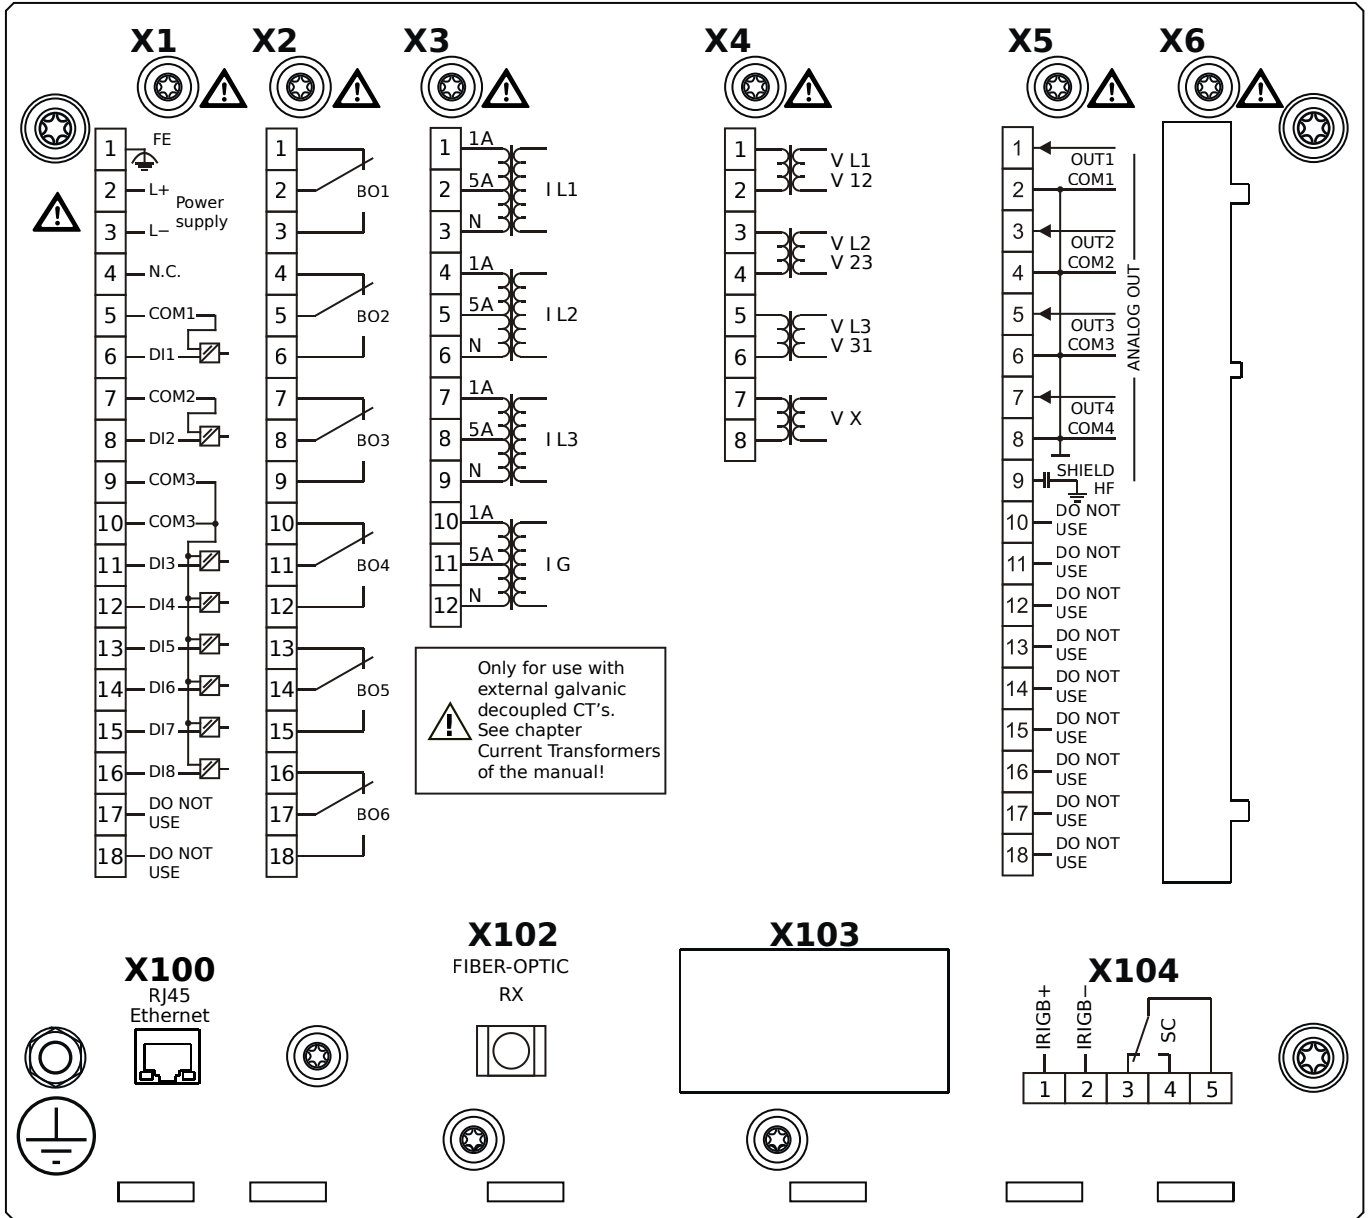 X1
X2
X3
X4
X5
X6
1 FE
2 L+
Power
supply
3 L−
4 N.C.
5 COM1
6 DI1
7 COM2
8 DI2
9 COM3
10 COM3
11 DI3
12 DI4
13 DI5
14 DI6
15 DI7
16 DI8
17 DO NOT
USE
18 DO NOT
USE
1
2 BO1
3
4
5 BO2
6
7
8 BO3
9
10
11 BO4
12
13
14 BO5
15
16
17 BO6
18
1 1A
2 5A I L1
3 N
4 1A
5 5A I L2
6 N
7 1A
8 5A I L3
9 N
10 1A
11 5A I G
12 N
Only for use with
external galvanic
decoupled CT's.
See chapter
Current Transformers
of the manual!
1 V L1
2 V 12
3 V L2
4 V 23
5 V L3
6 V 31
7 V X
8
1 OUT1
2 COM1
3 OUT2
4 COM2
5 OUT3
6 COM3
7 OUT4
8 COM4
ANALOG OUT
9 SHIELD
HF
10 DO NOT
USE
11 DO NOT
USE
12 DO NOT
USE
13 DO NOT
USE
14 DO NOT
USE
15 DO NOT
USE
16 DO NOT
USE
17 DO NOT
USE
18 DO NOT
USE
X100
RJ45
Ethernet
X102
FIBER-OPTIC
RX
X103
X104
IRIGB+
IRIGB−
SC
1 2 3 4 5